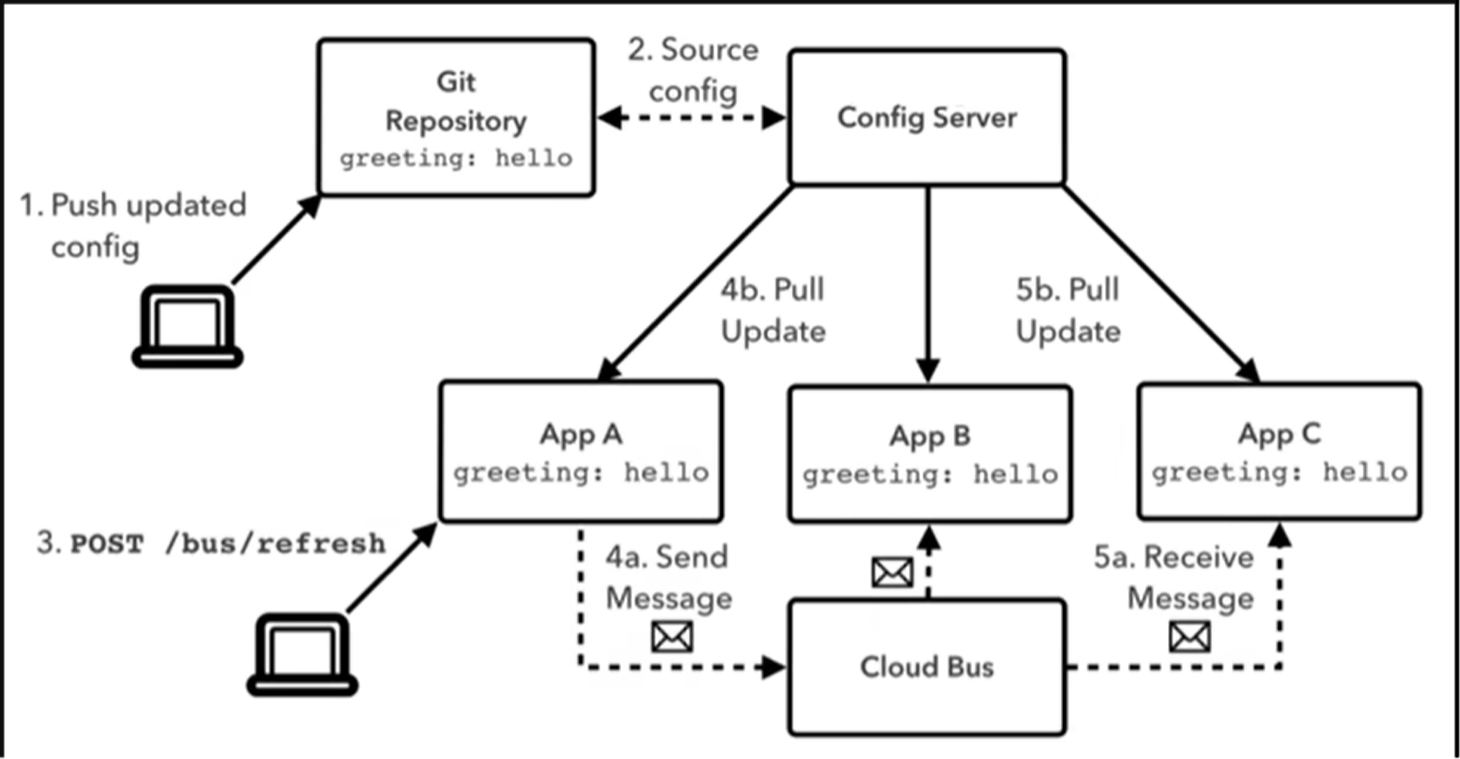 Git
Repository
greeting: hello
2. Source
config
Config Server
1. Push updated
config
4b. Pull
Update
5b. Pull
Update
App A
greeting: hello
App B
greeting: hello
App C
greeting: hello
3. POST /bus/refresh
4a. Send
Message
5a. Receive
Message
Cloud Bus